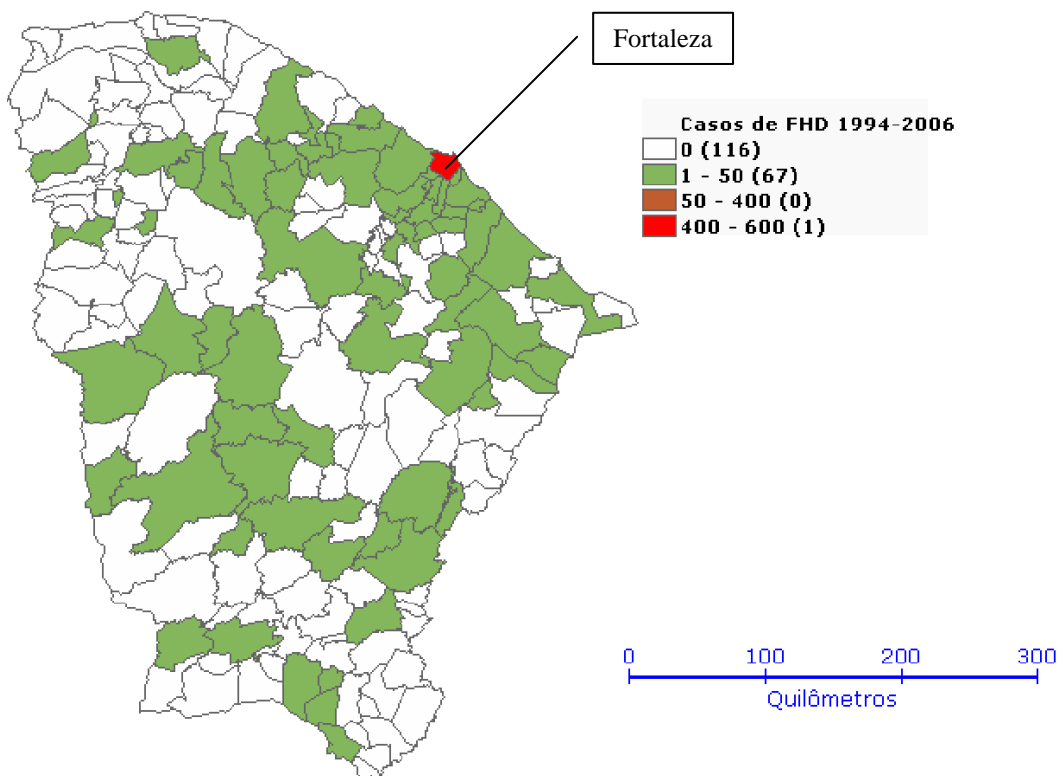 Fortaleza
Casos de FHD 1994-2006
0 (116)
1 - 50 (67)
50 - 400 (0)
400 - 600 (1)
0 100 200 300
Quilômetros